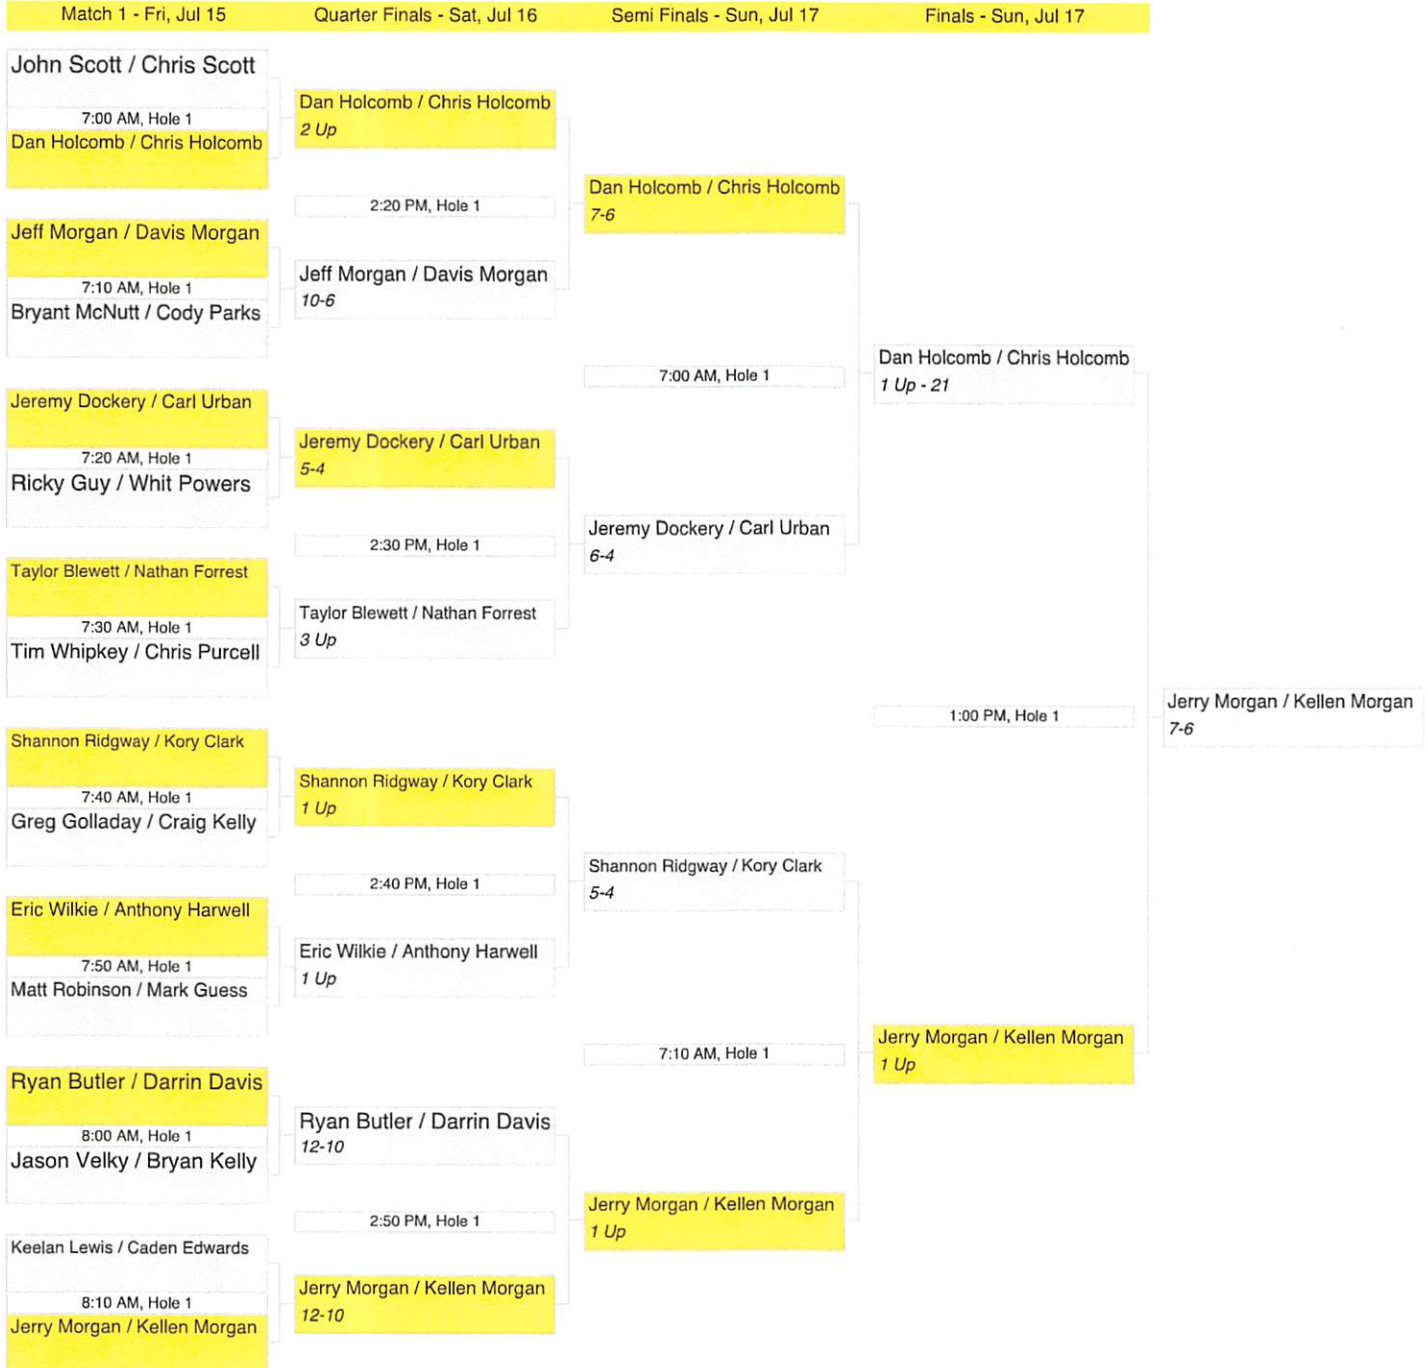 Match 1 - Fri, Jul 15
Quarter Finals - Sat, Jul 16
Semi Finals - Sun, Jul 17
Finals - Sun, Jul 17
John Scott / Chris Scott
7:00 AM, Hole 1
Dan Holcomb / Chris Holcomb
Jeff Morgan / Davis Morgan
7:10 AM, Hole 1
Bryant McNutt / Cody Parks
Jeremy Dockery / Carl Urban
7:20 AM, Hole 1
Ricky Guy / Whit Powers
Taylor Blewett / Nathan Forrest
7:30 AM, Hole 1
Tim Whipkey / Chris Purcell
Shannon Ridgway / Kory Clark
7:40 AM, Hole 1
Greg Golladay / Craig Kelly
Eric Wilkie / Anthony Harwell
7:50 AM, Hole 1
Matt Robinson / Mark Guess
Ryan Butler / Darrin Davis
8:00 AM, Hole 1
Jason Velky / Bryan Kelly
Keelan Lewis / Caden Edwards
8:10 AM, Hole 1
Jerry Morgan / Kellen Morgan
Dan Holcomb / Chris Holcomb
2 Up
2:20 PM, Hole 1
Jeff Morgan / Davis Morgan
10-6
Jeremy Dockery / Carl Urban
5-4
2:30 PM, Hole 1
Taylor Blewett / Nathan Forrest
3 Up
Shannon Ridgway / Kory Clark
1 Up
2:40 PM, Hole 1
Eric Wilkie / Anthony Harwell
1 Up
Ryan Butler / Darrin Davis
12-10
2:50 PM, Hole 1
Jerry Morgan / Kellen Morgan
12-10
Dan Holcomb / Chris Holcomb
7-6
7:00 AM, Hole 1
Jeremy Dockery / Carl Urban
6-4
Shannon Ridgway / Kory Clark
5-4
7:10 AM, Hole 1
Jerry Morgan / Kellen Morgan
1 Up
Dan Holcomb / Chris Holcomb
1 Up - 21
1:00 PM, Hole 1
Jerry Morgan / Kellen Morgan
1 Up
Jerry Morgan / Kellen Morgan
7-6